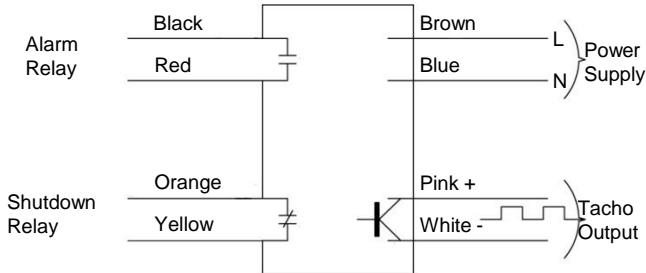 Alarm
Relay
Black
Red
Brown
L
Blue
N
Power
Supply
Shutdown
Relay
Orange
Yellow
Pink +
White -
Tacho
Output